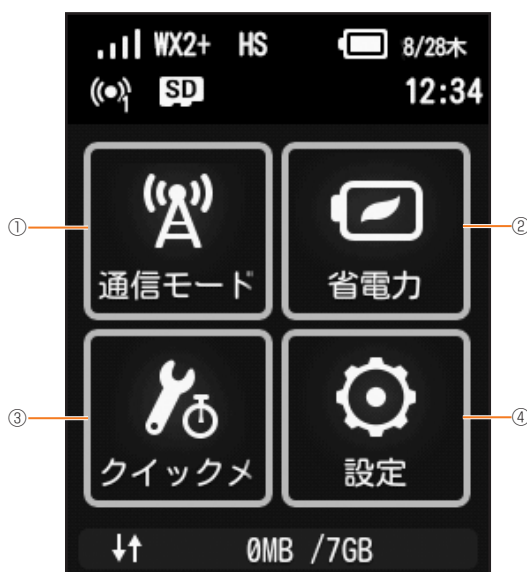 WX2+ HS 8/28木
1 SD 12:34
① 通信モード
② 省電力
③ クイックメ
④ 設定
0MB /7GB